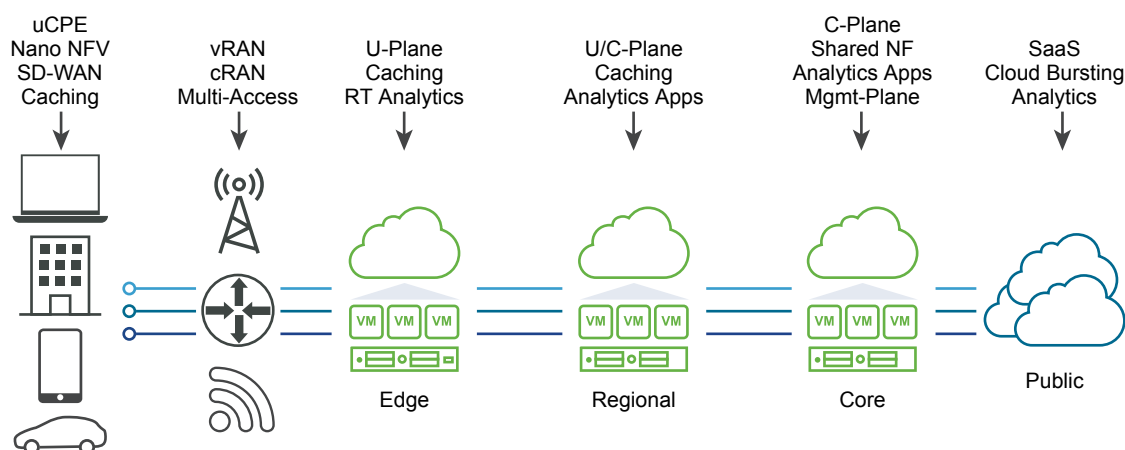 uCPE
Nano NFV
SD-WAN
Caching
vRAN
cRAN
Multi-Access
U-Plane
Caching
RT Analytics
U/C-Plane
Caching
Analytics Apps
C-Plane
Shared NF
Analytics Apps
Mgmt-Plane
SaaS
Cloud Bursting
Analytics
VM VM VM
VM VM VM
VM VM VM
Edge
Regional
Core
Public